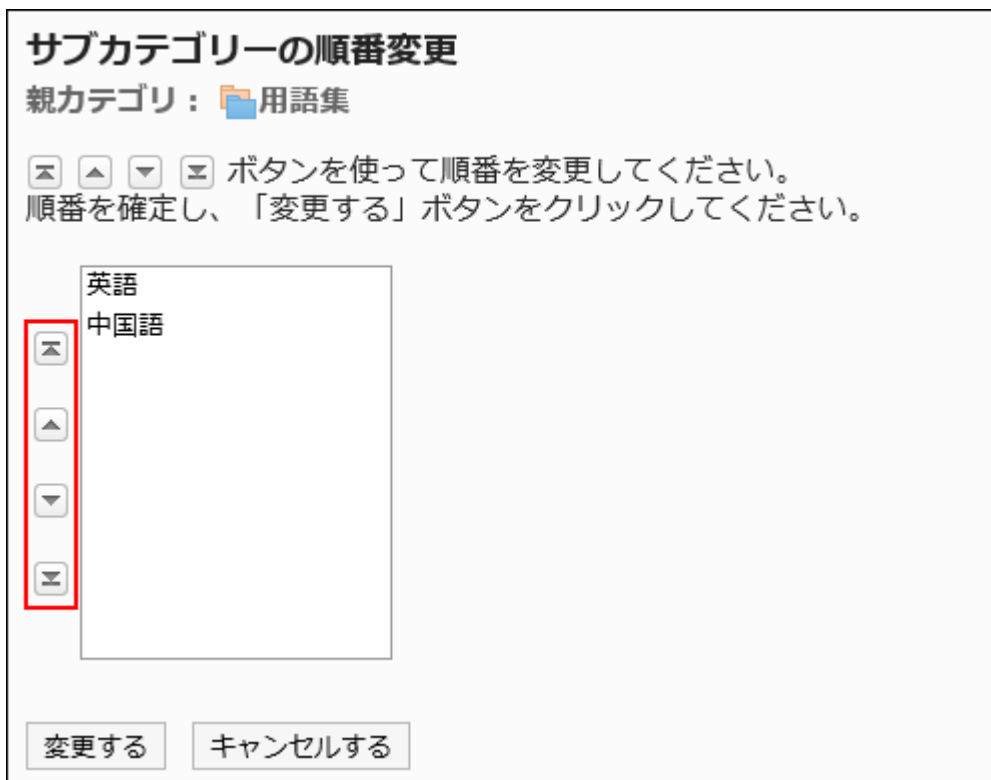 サブカテゴリーの順番変更
親カテゴリ：用語集
ボタンを使って順番を変更してください。
順番を確定し、「変更する」ボタンをクリックしてください。
英語
中国語
変更する キャンセルする